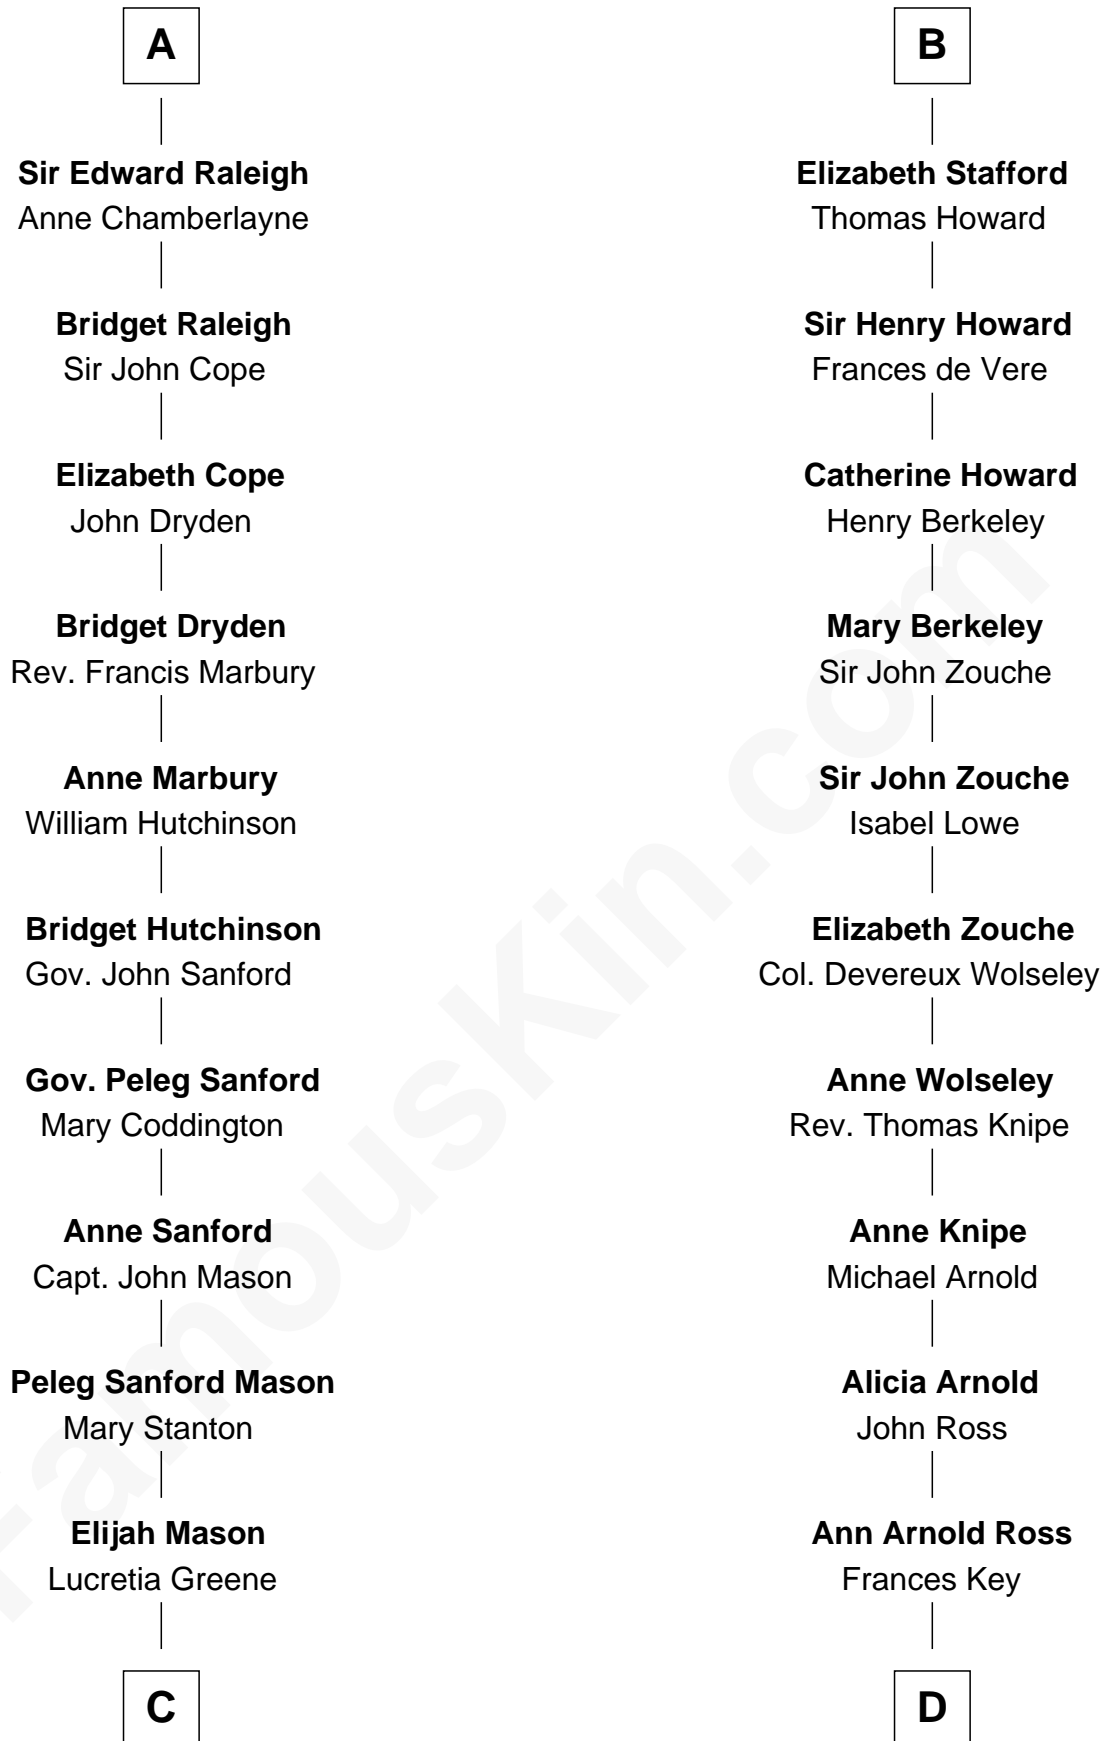 A
Sir Edward Raleigh
Anne Chamberlayne
Bridget Raleigh
Sir John Cope
Elizabeth Cope
John Dryden
Bridget Dryden
Rev. Francis Marbury
Anne Marbury
William Hutchinson
Bridget Hutchinson
Gov. John Sanford
Gov. Peleg Sanford
Mary Coddington
Anne Sanford
Capt. John Mason
Peleg Sanford Mason
Mary Stanton
Elijah Mason
Lucretia Greene
C
B
Elizabeth Stafford
Thomas Howard
Sir Henry Howard
Frances de Vere
Catherine Howard
Henry Berkeley
Mary Berkeley
Sir John Zouche
Sir John Zouche
Isabel Lowe
Elizabeth Zouche
Col. Devereux Wolseley
Anne Wolseley
Rev. Thomas Knipe
Anne Knipe
Michael Arnold
Alicia Arnold
John Ross
Ann Arnold Ross
Frances Key
D
FamousKin.com